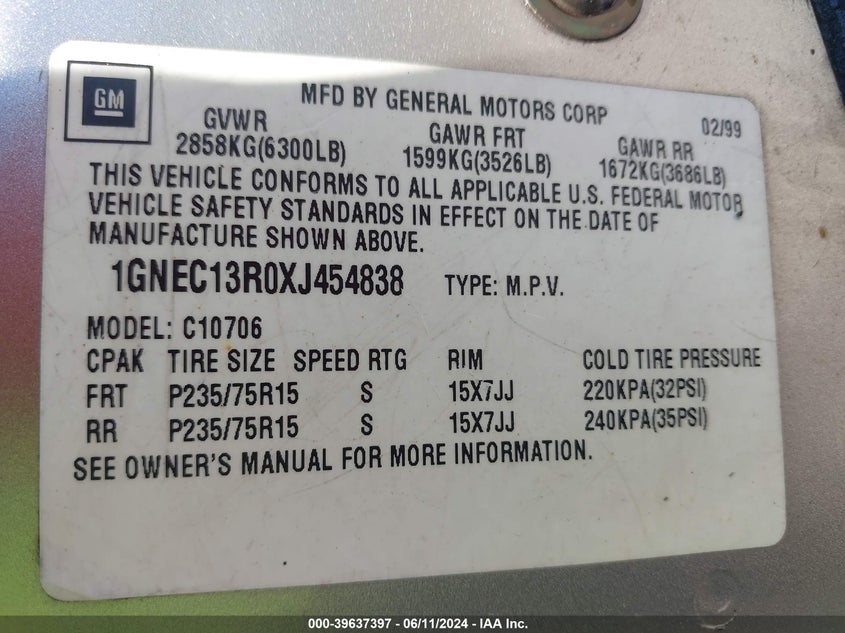 GM
MFD BY GENERAL MOTORS CORP 02/99
GVWR GAWR FRT GAWR RR
2858KG(6300LB) 1599KG(3526LB) 1672KG(3686LB)
THIS VEHICLE CONFORMS TO ALL APPLICABLE U.S. FEDERAL MOTOR
VEHICLE SAFETY STANDARDS IN EFFECT ON THE DATE OF
MANUFACTURE SHOWN ABOVE.
1GNEC13R0XJ454838 TYPE: M.P.V.
MODEL: C10706
CPAK TIRE SIZE SPEED RTG RIM COLD TIRE PRESSURE
FRT P235/75R15 S 15X7JJ 220KPA(32PSI)
RR P235/75R15 S 15X7JJ 240KPA(35PSI)
SEE OWNER'S MANUAL FOR MORE INFORMATION.
000-39637397 - 06/11/2024 - IAA Inc.